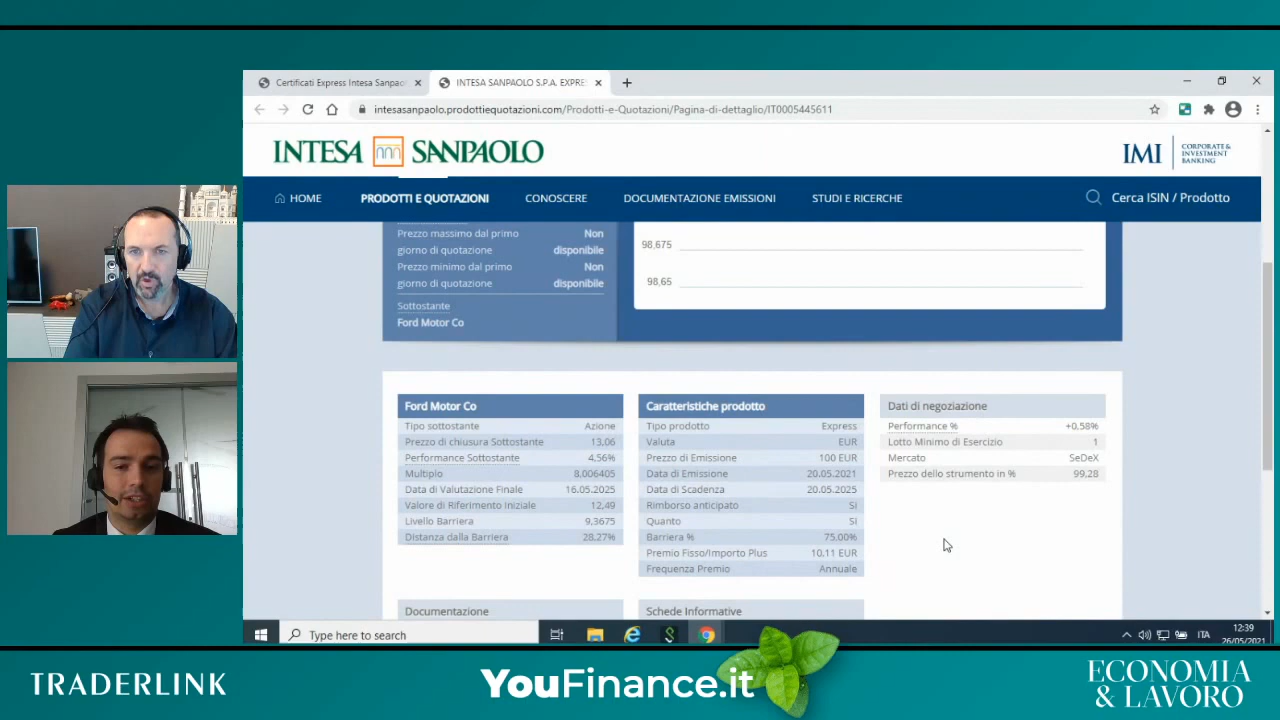 Certificati Express Intesa Sanpaol
INTESA SANPAOLO S.P.A. EXPRE
intesasanpaolo.prodottiequotazioni.com/Prodotti-e-Quotazioni/Pagina-di-dettaglio/IT0005445611
INTESA SANPAOLO
IMI CORPORATE & INVESTMENT BANKING
HOME PRODOTTI E QUOTAZIONI CONOSCERE DOCUMENTAZIONE EMISSIONI STUDI E RICERCHE Cerca ISIN / Prodotto
Prezzo massimo dal primo giorno di quotazione Non disponibile
Prezzo minimo dal primo giorno di quotazione Non disponibile
Sottostante
Ford Motor Co
98,675
98,65
Ford Motor Co
Tipo sottostante Azione
Prezzo di chiusura Sottostante 13,06
Performance Sottostante 4,56%
Multiplo 8.006405
Data di Valutazione Finale 16.05.2025
Valore di Riferimento Iniziale 12,49
Livello Barriera 9,3675
Distanza dalla Barriera 28,27%
Caratteristiche prodotto
Tipo prodotto Express
Valuta EUR
Prezzo di Emissione 100 EUR
Data di Emissione 20.05.2021
Data di Scadenza 20.05.2025
Rimborso anticipato Sì
Quanto Sì
Barriera % 75,00%
Premio Fisso/Importo Plus 10,11 EUR
Frequenza Premio Annuale
Dati di negoziazione
Performance % +0,58%
Lotto Minimo di Esercizio 1
Mercato SeDeX
Prezzo dello strumento in % 99,28
Documentazione
Schede Informative
Type here to search
ITA
12:39
26/05/2021
TRADERLINK
YouFinance.it
ECONOMIA
& LAVORO